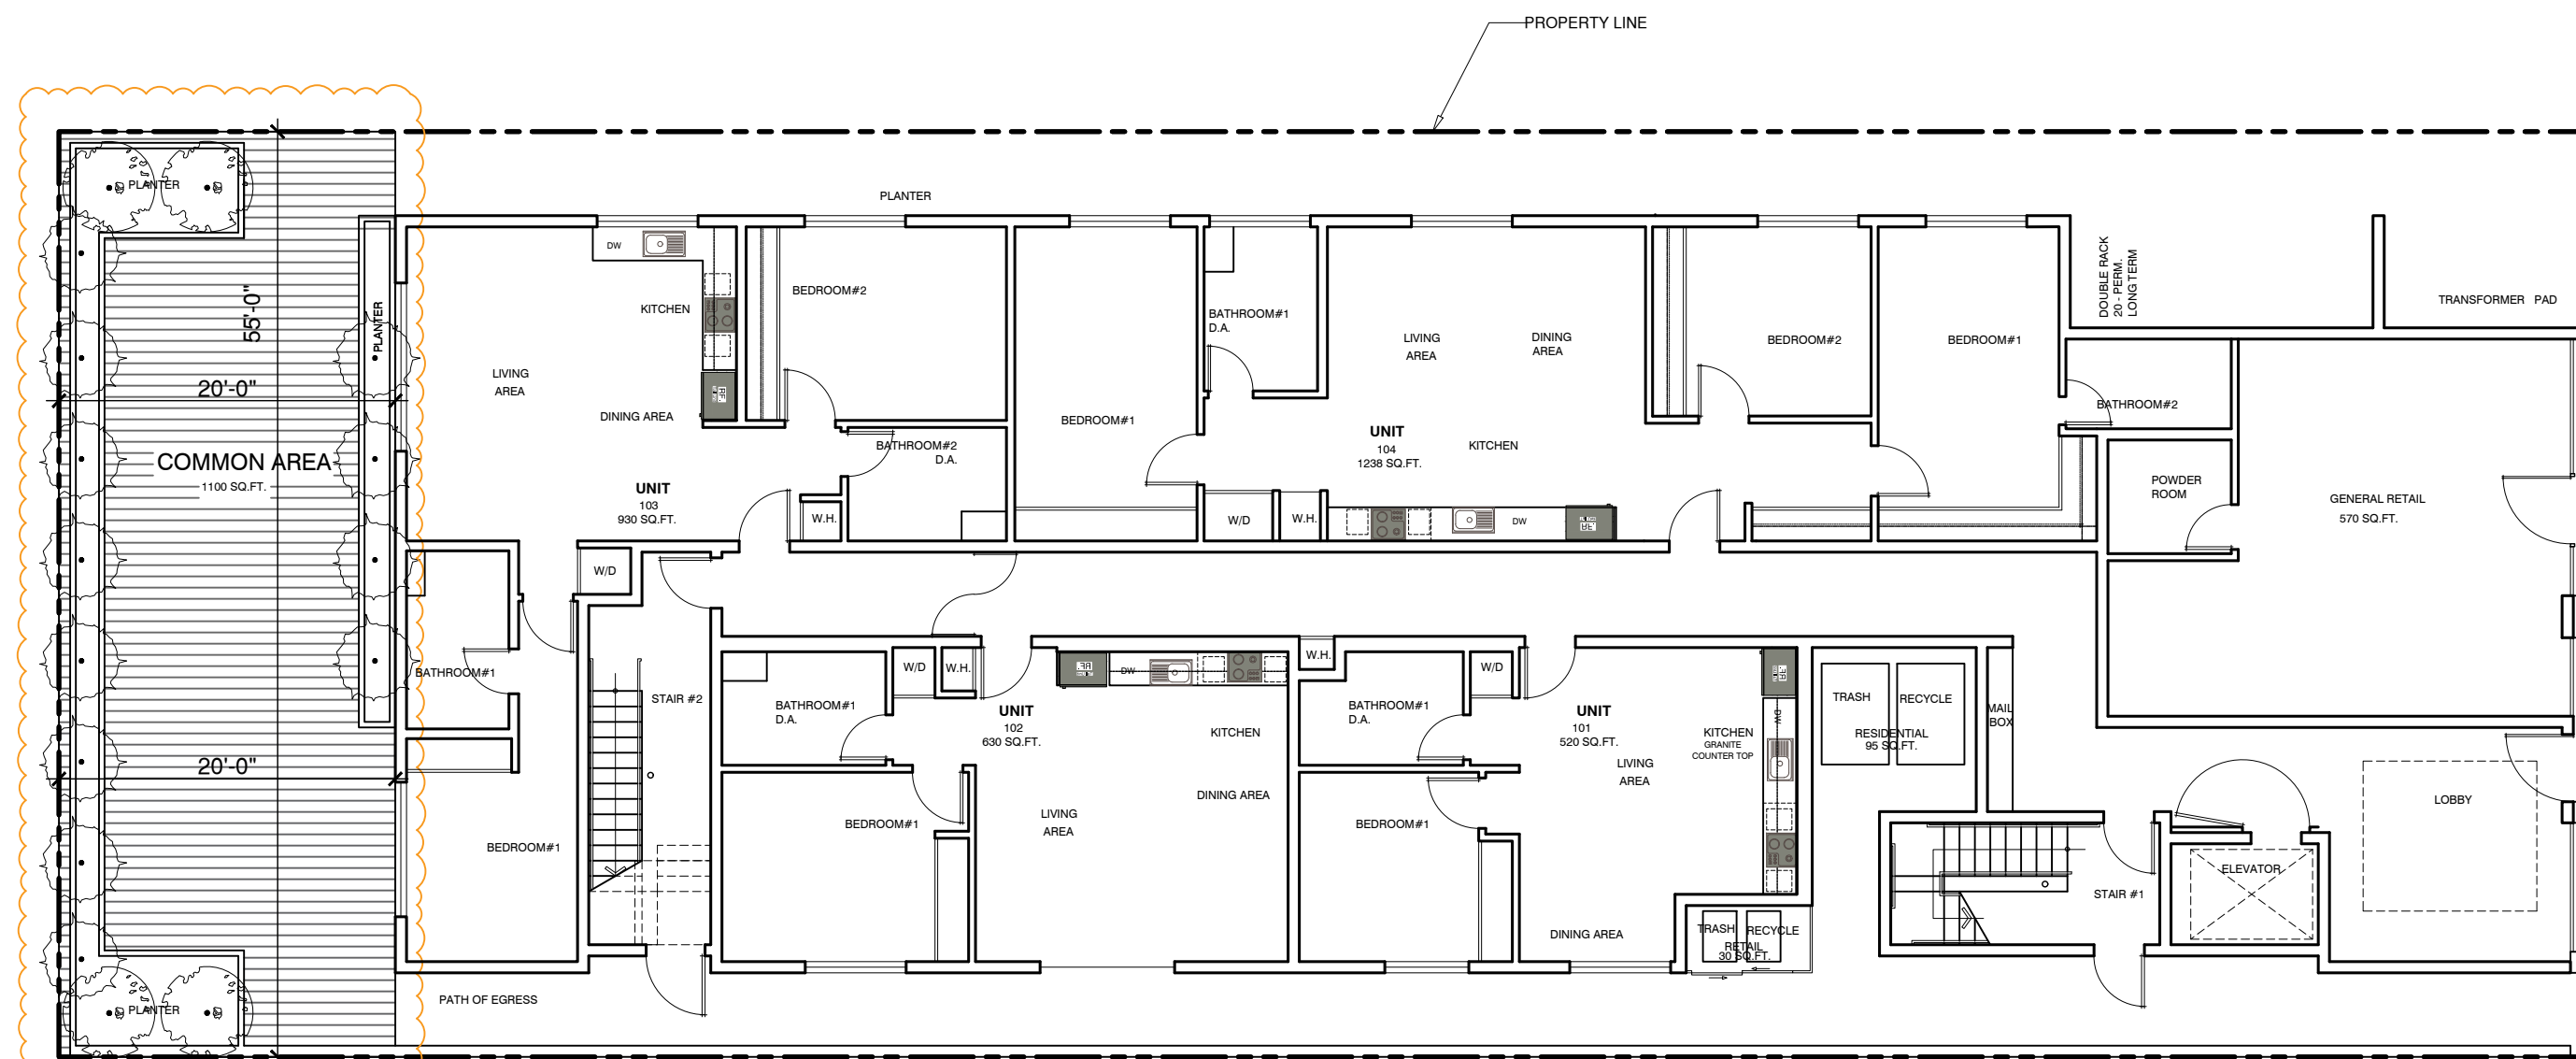 PROPERTY LINE
PLANTER
PLANTER
55'-0"
20'-0"
COMMON AREA
1100 SQ.FT.
20'-0"
PLANTER
PLANTER
DW
KITCHEN
LIVING
AREA
DINING AREA
REF.
UNIT
103
930 SQ.FT.
BEDROOM#2
BATHROOM#2
D.A.
W.H.
W/D
BATHROOM#1
BEDROOM#1
STAIR #2
PATH OF EGRESS
BEDROOM#1
BATHROOM#1
D.A.
LIVING
AREA
DINING
AREA
UNIT
104
1238 SQ.FT.
KITCHEN
W/D
W.H.
DW
REF.
BEDROOM#2
BEDROOM#1
BATHROOM#2
POWDER
ROOM
DOUBLE RACK
20 - PERM.
LONG TERM
TRANSFORMER PAD
GENERAL RETAIL
570 SQ.FT.
BATHROOM#1
D.A.
W/D
W.H.
UNIT
102
630 SQ.FT.
REF.
DW
KITCHEN
DINING AREA
LIVING
AREA
BEDROOM#1
W.H.
BATHROOM#1
D.A.
W/D
UNIT
101
520 SQ.FT.
KITCHEN
GRANITE
COUNTER TOP
REF.
DW
LIVING
AREA
BEDROOM#1
DINING AREA
TRASH
RECYCLE
RESIDENTIAL
95 SQ.FT.
MAIL
BOX
TRASH
RECYCLE
RETAIL
30 SQ.FT.
STAIR #1
ELEVATOR
LOBBY